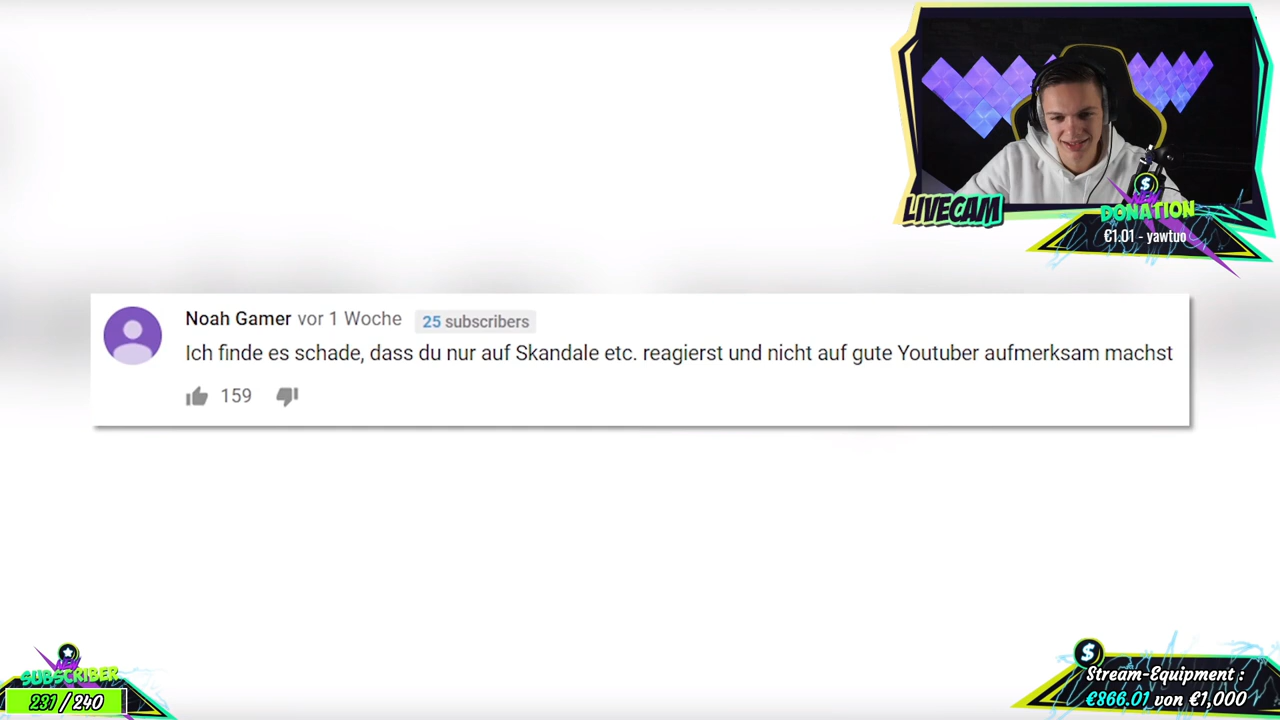 LIVECAM
NEW
DONATION
€1.01 - yawtuo
Noah Gamer vor 1 Woche 25 subscribers
Ich finde es schade, dass du nur auf Skandale etc. reagierst und nicht auf gute Youtuber aufmerksam machst
159
NEW
SUBSCRIBER
231 / 240
$
Stream-Equipment :
€866.01 von €1,000